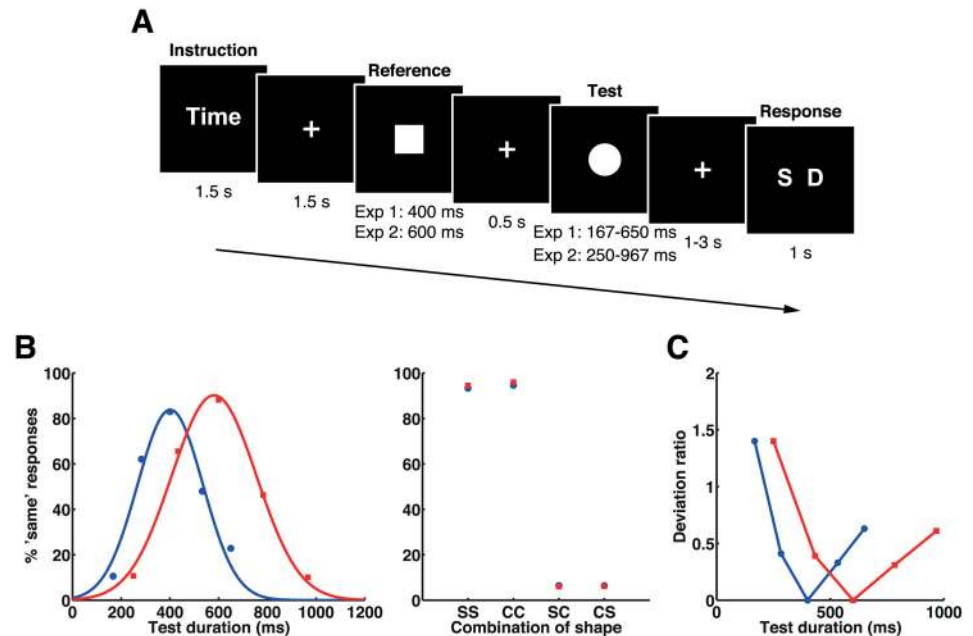 A
Instruction
Time
1.5 s
1.5 s
Reference
Exp 1: 400 ms
Exp 2: 600 ms
0.5 s
Test
Exp 1: 167-650 ms
Exp 2: 250-967 ms
1-3 s
Response
S D
1 s
B
% 'same' responses
100
80
60
40
20
0
0 200 400 600 800 1000 1200
Test duration (ms)
100
80
60
40
20
0
SS CC SC CS
Combination of shape
C
Deviation ratio
2
1.5
1
0.5
0
0 500 1000
Test duration (ms)